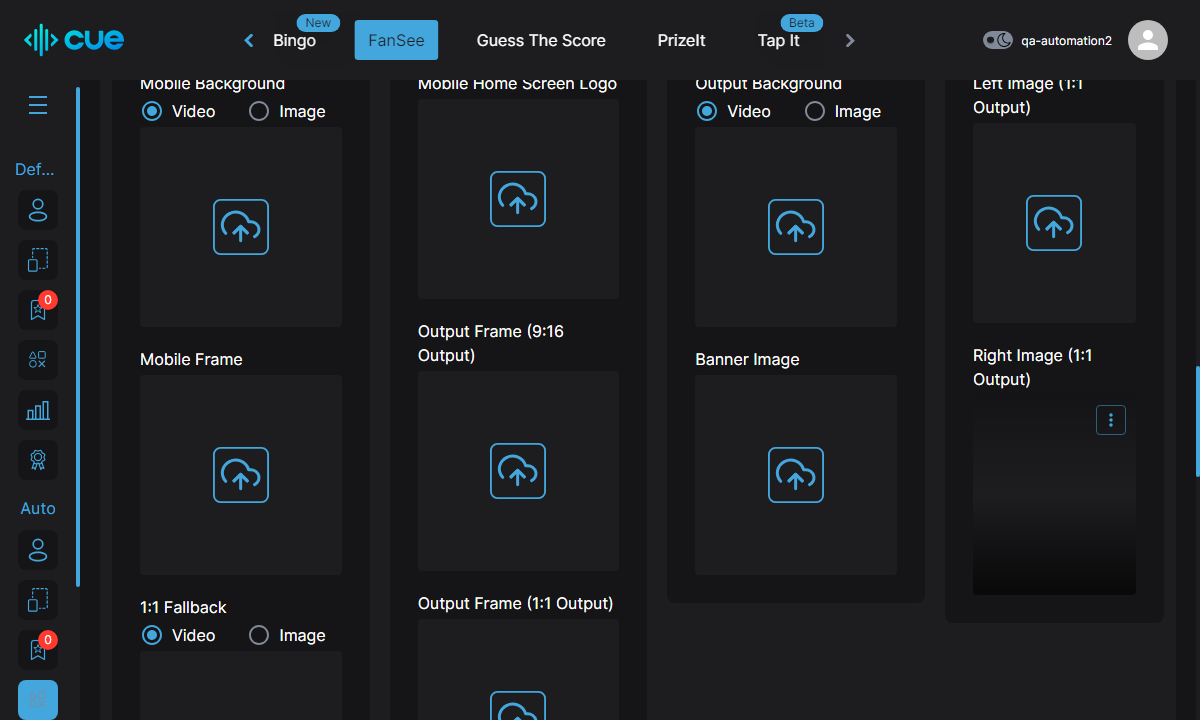 cue
New
Bingo
FanSee
Guess The Score
PrizeIt
Beta
Tap It
qa-automation2
Def...
0
Auto
0
Mobile Background
Video
Image
Mobile Frame
1:1 Fallback
Video
Image
Mobile Home Screen Logo
Output Frame (9:16
Output)
Output Frame (1:1 Output)
Output Background
Video
Image
Banner Image
Left Image (1:1
Output)
Right Image (1:1
Output)